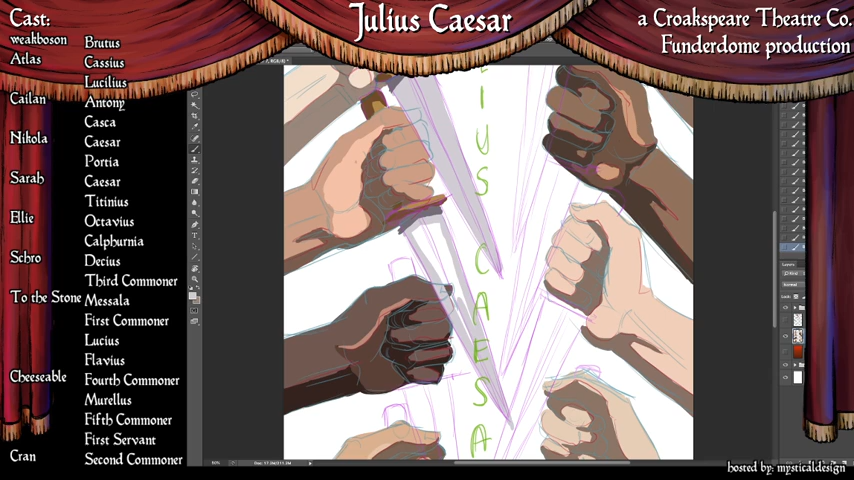 Cast:
weakboson
Brutus
Atlas
Cassius
Lucilius
Cailan
Antony
Casca
Nikola
Caesar
Portia
Sarah
Caesar
Titinius
Ellie
Octavius
Calphurnia
Schro
Decius
Third Commoner
To the Stone
Messala
First Commoner
Lucius
Flavius
Cheeseable
Fourth Commoner
Murellus
Fifth Commoner
First Servant
Cran
Second Commoner
Julius Caesar
a Croakspeare Theatre Co.
Funderdome production
I
U
S
C
A
E
S
A
Layers
Normal
hosted by: mysticaldesign